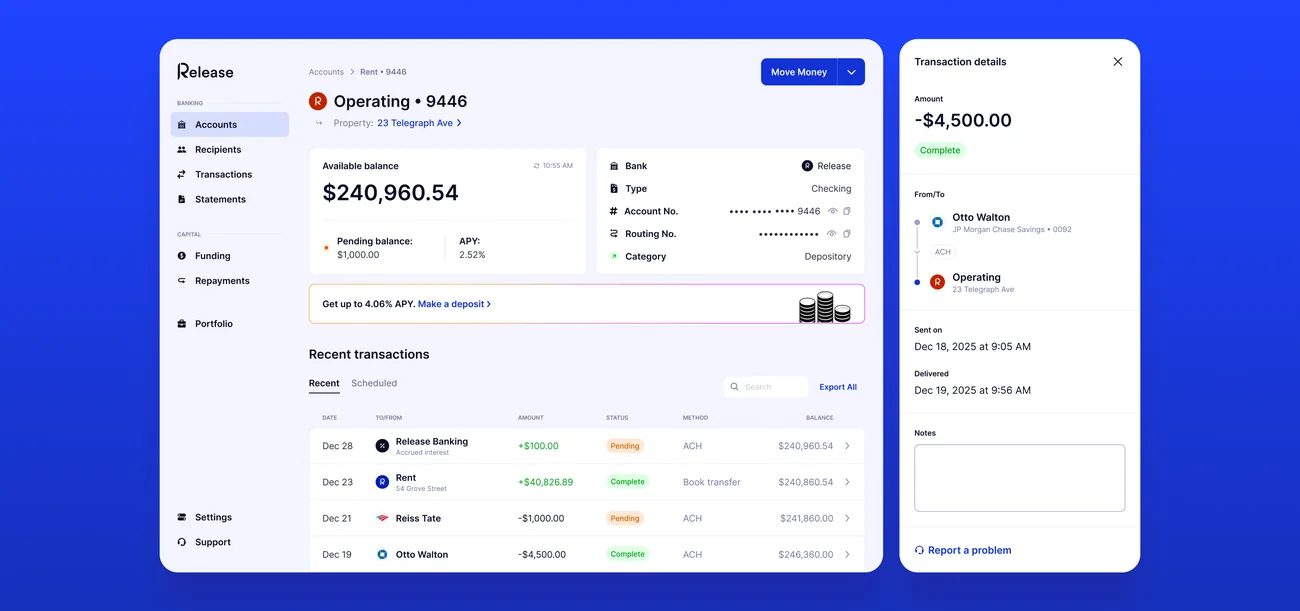 Release
BANKING
Accounts
Recipients
Transactions
Statements
CAPITAL
Funding
Repayments
Portfolio
Settings
Support
Accounts > Rent • 9446
Move Money
R Operating • 9446
Property: 23 Telegraph Ave >
Available balance
10:55 AM
$240,960.54
Pending balance:
$1,000.00
APY:
2.52%
Bank R Release
Type Checking
Account No. •••• •••• •••• 9446
Routing No. ••••••••••••
Category Depository
Get up to 4.06% APY. Make a deposit >
Recent transactions
Recent Scheduled
Search
Export All
DATE TO/FROM AMOUNT STATUS METHOD BALANCE
Dec 28 Release Banking +$100.00 Pending ACH $240,960.54
Accrued interest
Dec 23 R Rent +$40,826.89 Complete Book transfer $240,860.54
54 Grove Street
Dec 21 Reiss Tate -$1,000.00 Pending ACH $241,860.00
Dec 19 Otto Walton -$4,500.00 Complete ACH $246,360.00
Transaction details
Amount
-$4,500.00
Complete
From/To
Otto Walton
JP Morgan Chase Savings • 0092
ACH
R Operating
23 Telegraph Ave
Sent on
Dec 18, 2025 at 9:05 AM
Delivered
Dec 19, 2025 at 9:56 AM
Notes
Report a problem